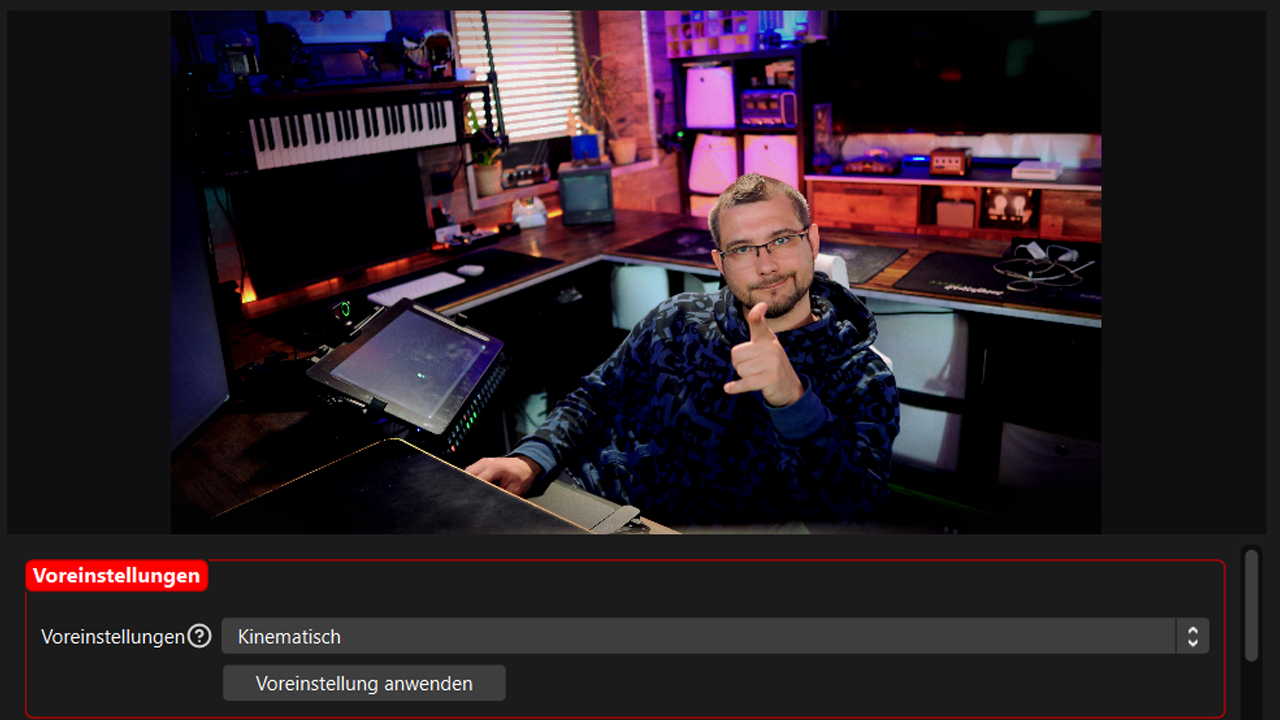 Voreinstellungen
Voreinstellungen ?
Kinematisch
Voreinstellung anwenden